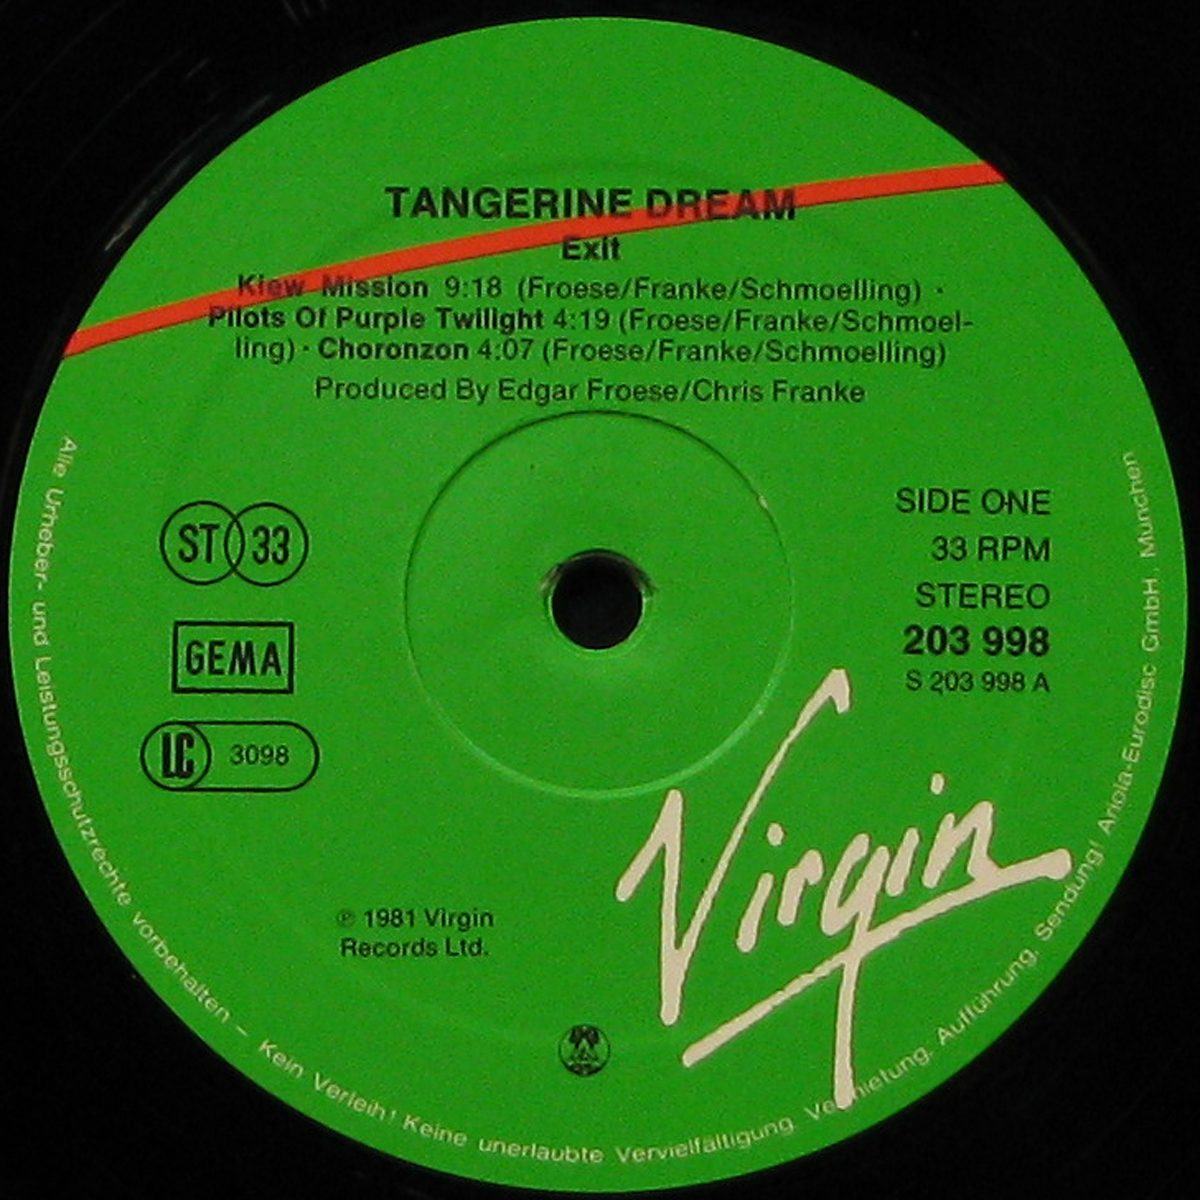 TANGERINE DREAM
Exit
Kiew Mission 9:18 (Froese/Franke/Schmoelling) ·
Pilots Of Purple Twilight 4:19 (Froese/Franke/Schmoel-
ling) · Choronzon 4:07 (Froese/Franke/Schmoelling)
Produced By Edgar Froese/Chris Franke
ST 33
GEMA
LC 3098
SIDE ONE
33 RPM
STEREO
203 998
S 203 998 A
Virgin
℗ 1981 Virgin
Records Ltd.
Alle Urheber- und Leistungsschutzrechte vorbehalten – Kein Verleih! Keine unerlaubte Vervielfältigung, Vermietung, Aufführung, Sendung! Ariola-Eurodisc GmbH., München